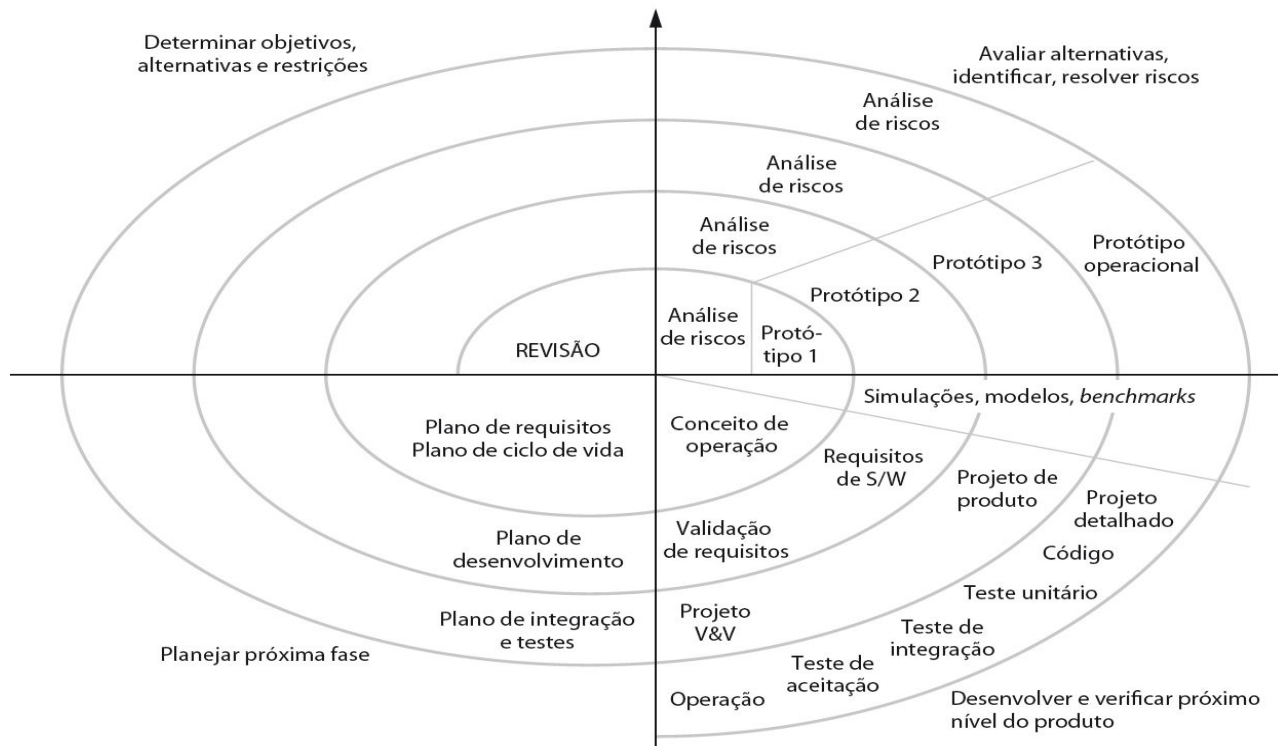 Determinar objetivos,
alternativas e restrições
Avaliar alternativas,
identificar, resolver riscos
Análise
de riscos
Análise
de riscos
Análise
de riscos
Análise
de riscos
Protótipo
operacional
Protótipo 3
Protótipo 2
Protó-
tipo 1
REVISÃO
Simulações, modelos, benchmarks
Plano de requisitos
Plano de ciclo de vida
Conceito de
operação
Requisitos
de S/W
Projeto de
produto
Projeto
detalhado
Plano de
desenvolvimento
Validação
de requisitos
Código
Teste unitário
Plano de integração
e testes
Projeto
V&V
Teste de
integração
Planejar próxima fase
Teste de
aceitação
Operação
Desenvolver e verificar próximo
nível do produto